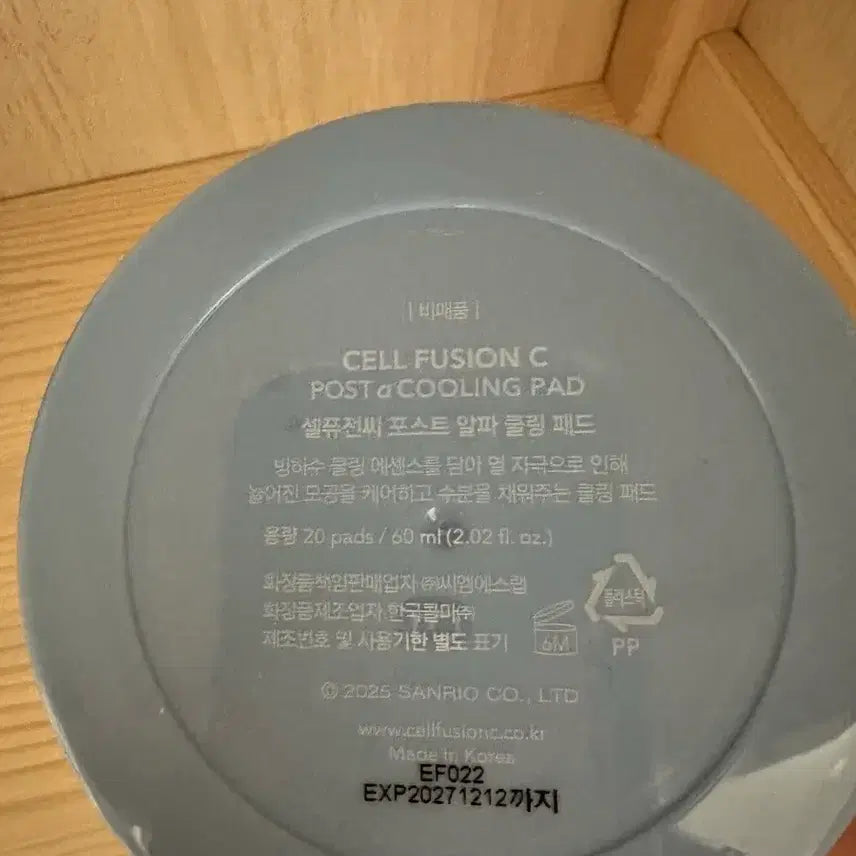 | 비매품 |
CELL FUSION C
POST α COOLING PAD
셀퓨전씨 포스트 알파 쿨링 패드
빙하수 쿨링 에센스를 담아 열 자극으로 인해
늘어진 모공을 케어하고 수분을 채워주는 쿨링 패드
용량 20 pads / 60 ml (2.02 fl. oz.)
화장품책임판매업자 ㈜씨엠에스랩
화장품제조업자 한국콜마㈜
제조번호 및 사용기한 별도 표기
6M
플라스틱
PP
© 2025 SANRIO CO., LTD
www.cellfusionc.co.kr
Made in Korea
EF022
EXP20271212까지